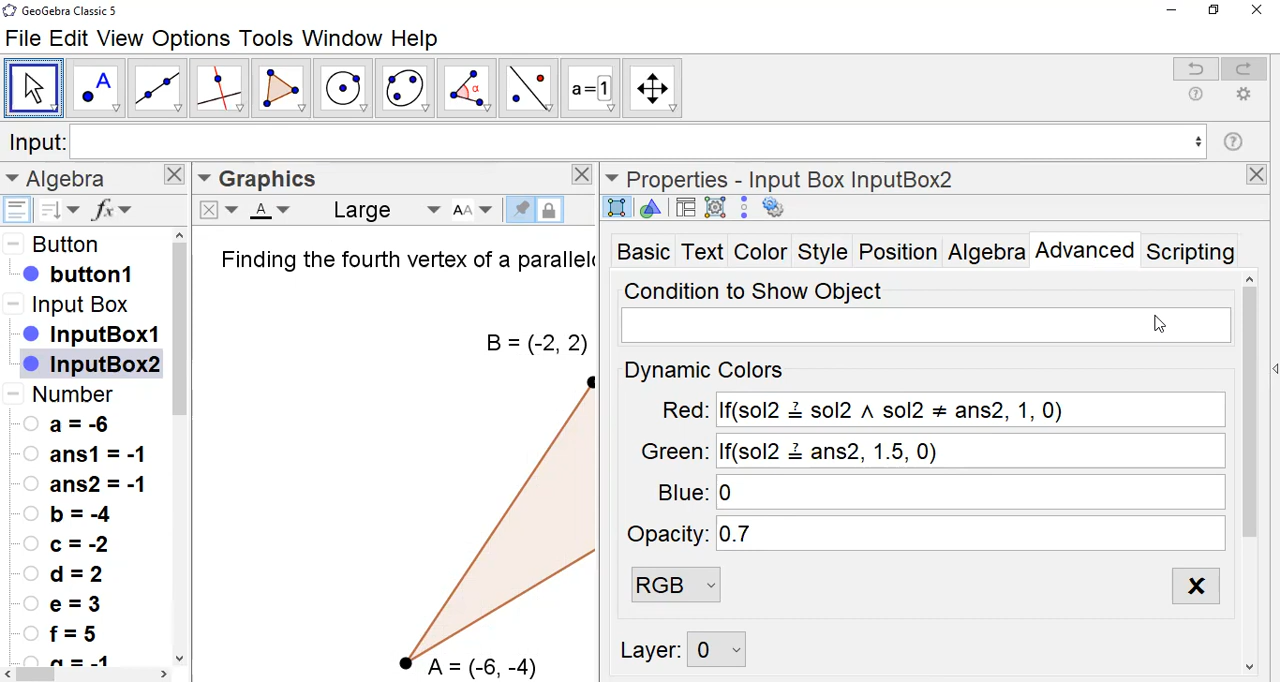 GeoGebra Classic 5
File Edit View Options Tools Window Help
A
α
a=1
Input:
Algebra
Graphics
Properties - Input Box InputBox2
fx
A
Large
AA
Basic Text Color Style Position Algebra Advanced Scripting
Button
button1
Input Box
InputBox1
InputBox2
Number
a = -6
ans1 = -1
ans2 = -1
b = -4
c = -2
d = 2
e = 3
f = 5
g = -1
Finding the fourth vertex of a parallelo
B = (-2, 2)
A = (-6, -4)
Condition to Show Object
Dynamic Colors
Red: If(sol2 ≟ sol2 ∧ sol2 ≠ ans2, 1, 0)
Green: If(sol2 ≟ ans2, 1.5, 0)
Blue: 0
Opacity: 0.7
RGB
Layer: 0